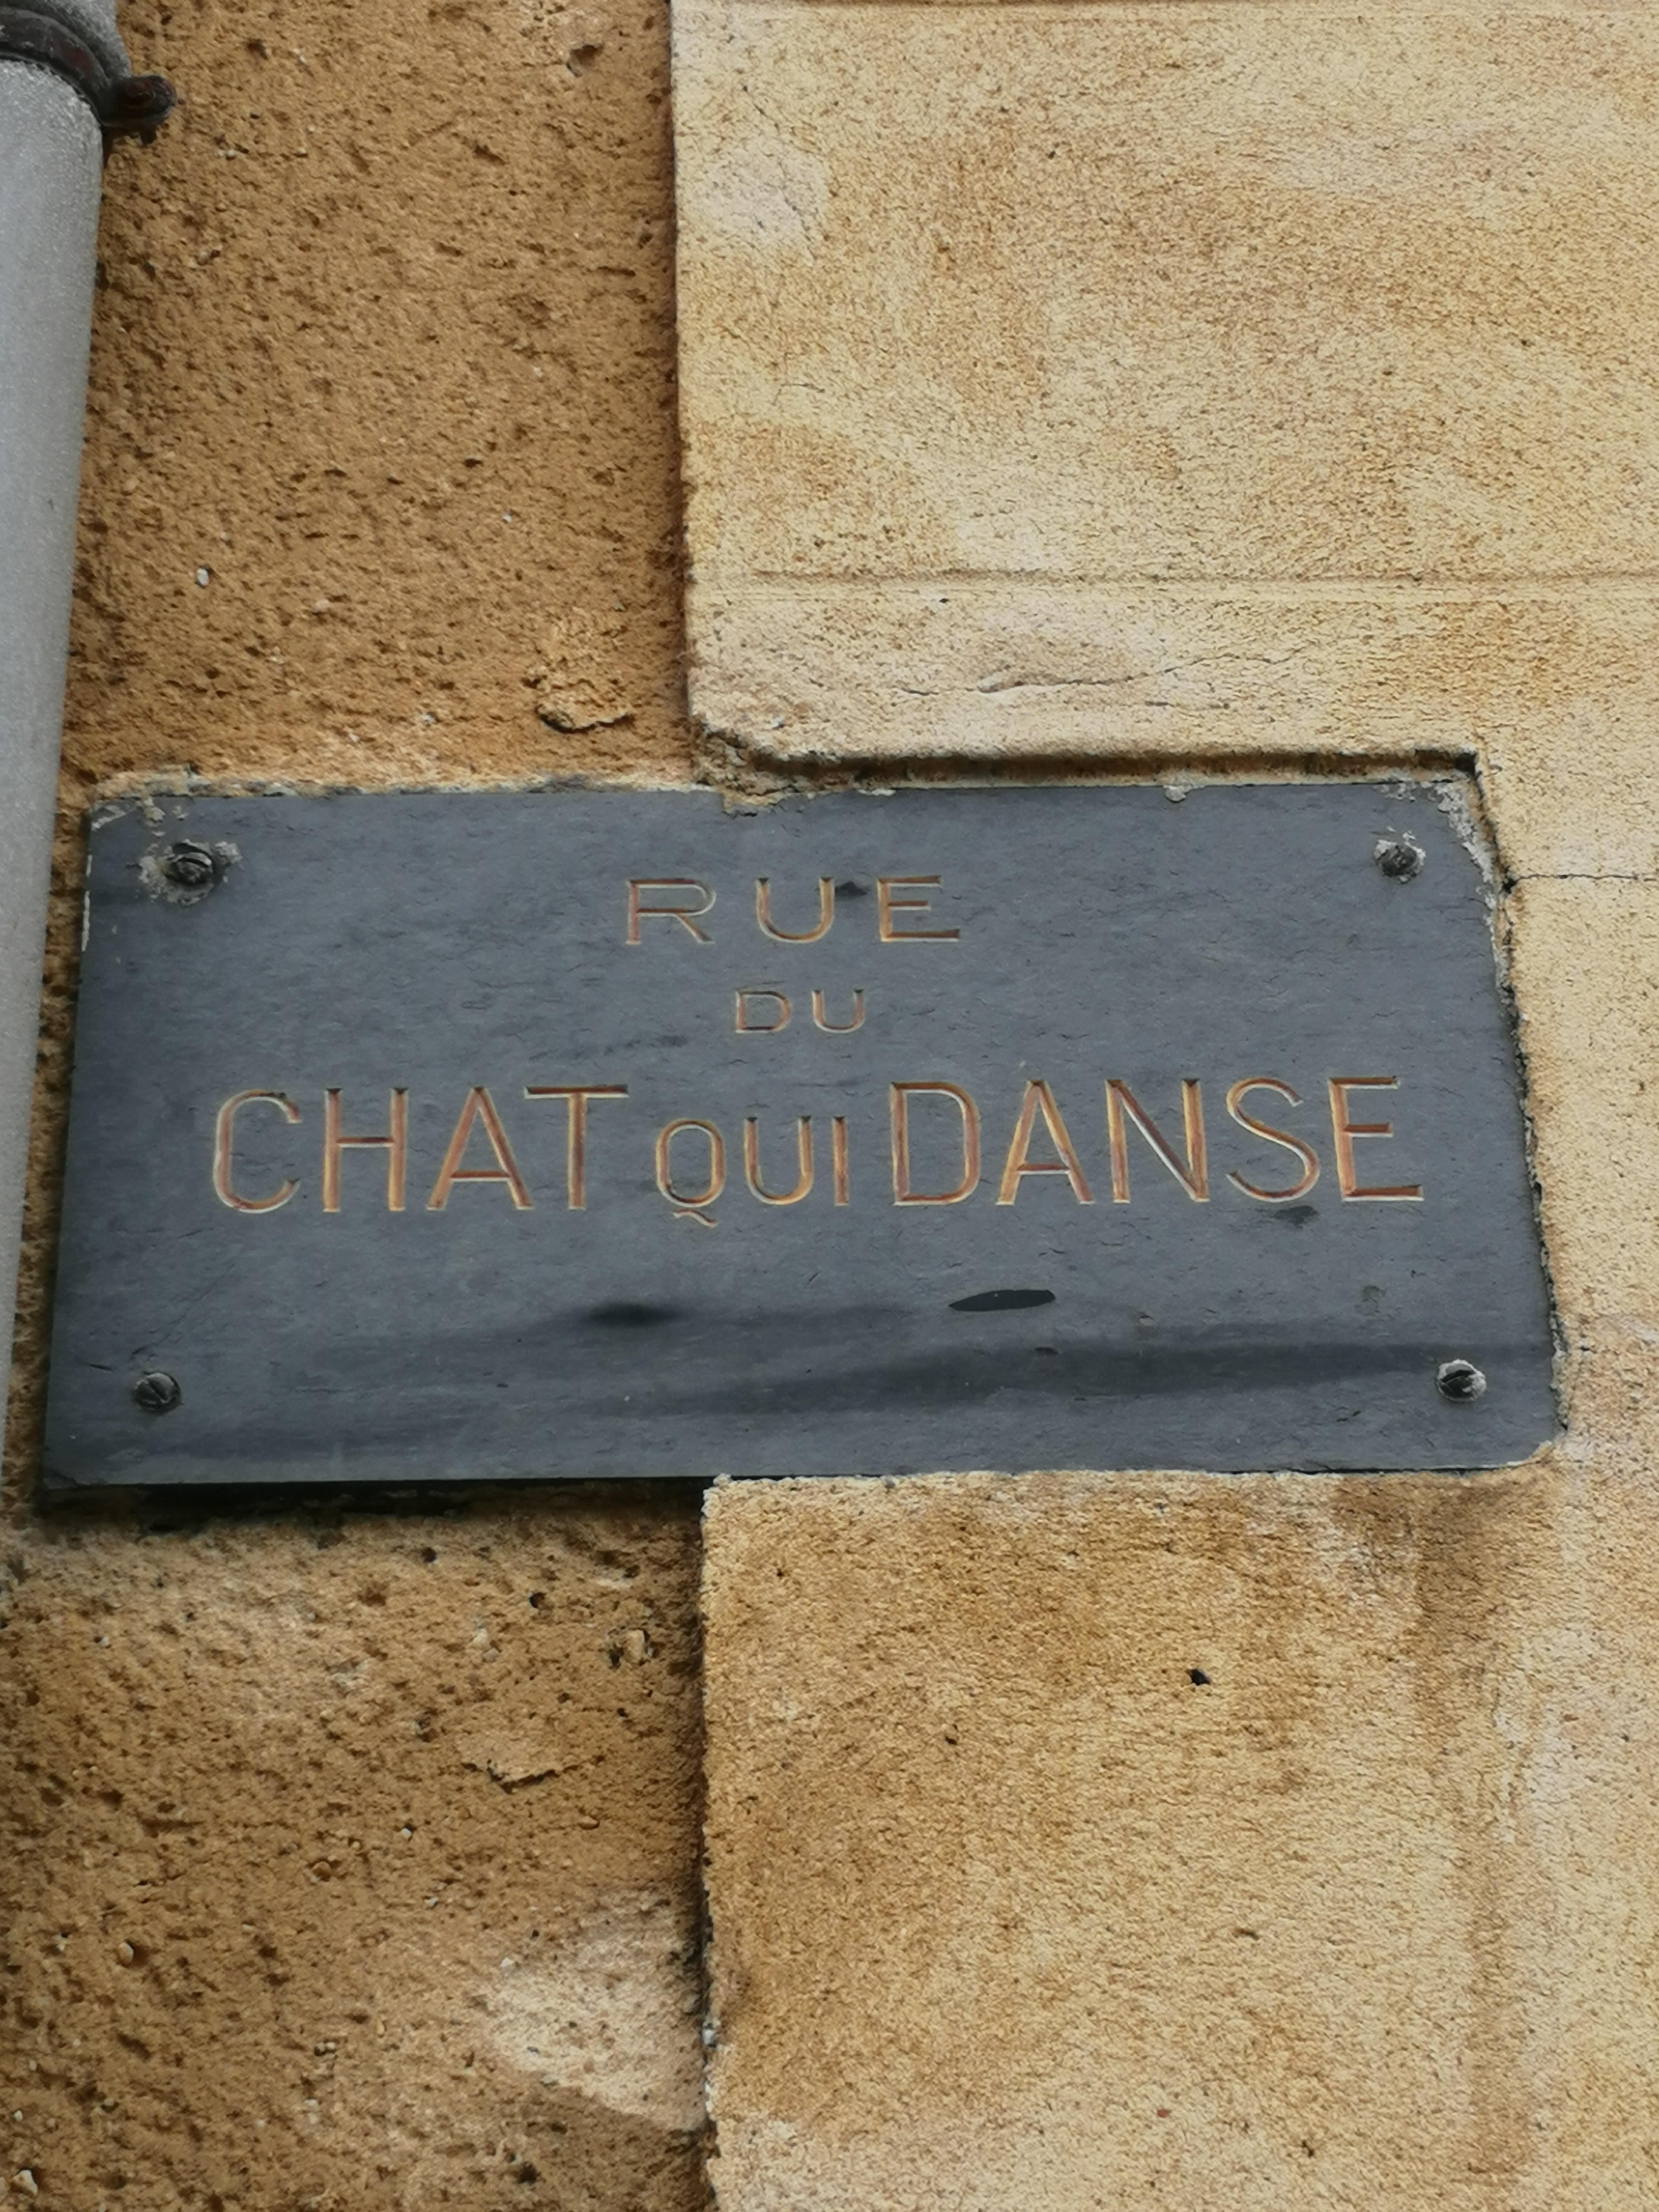 RUE
DU
CHAT QUI DANSE